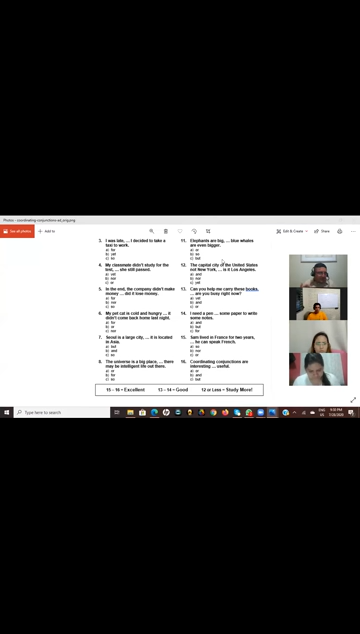 Photos - coordinating-conjunctions-ad_orig.png
See all photos
Add to
Edit & Create
Share
3. I was late, ... I decided to take a
taxi to work.
a) for
b) yet
c) so
4. My classmate didn't study for the
test, ... she still passed.
a) yet
b) nor
c) or
5. In the end, the company didn't make
money ... did it lose money.
a) for
b) nor
c) so
6. My pet cat is cold and hungry ... it
didn't come back home last night.
a) for
b) or
c) nor
7. Seoul is a large city, ... it is located
in Asia.
a) but
b) and
c) so
8. The universe is a big place, ... there
may be intelligent life out there.
a) or
b) for
c) so
11. Elephants are big, ... blue whales
are even bigger.
a) or
b) so
c) but
12. The capital city of the United States
not New York, ... is it Los Angeles.
a) and
b) nor
c) yet
13. Can you help me carry these books,
... are you busy right now?
a) yet
b) and
c) or
14. I need a pen ... some paper to write
some notes.
a) and
b) but
c) for
15. Sam lived in France for two years,
... he can speak French.
a) so
b) nor
c) or
16. Coordinating conjunctions are
interesting ... useful.
a) or
b) and
c) but
15 - 16 = Excellent 13 - 14 = Good 12 or Less = Study More!
Type here to search
ENG
US